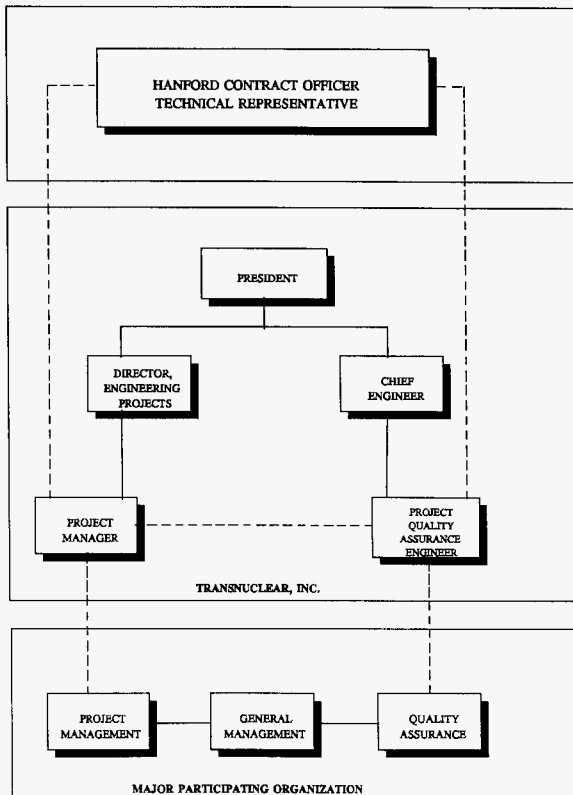 HANFORD CONTRACT OFFICER
TECHNICAL REPRESENTATIVE
PRESIDENT
DIRECTOR,
ENGINEERING
PROJECTS
CHIEF
ENGINEER
PROJECT
MANAGER
PROJECT
QUALITY
ASSURANCE
ENGINEER
TRANSNUCLEAR, INC.
PROJECT
MANAGEMENT
GENERAL
MANAGEMENT
QUALITY
ASSURANCE
MAJOR PARTICIPATING ORGANIZATION